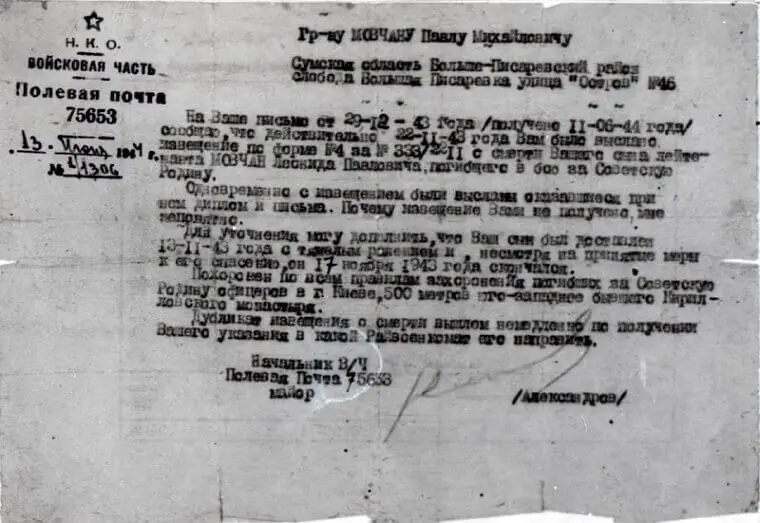 Н. К. О.
ВОЙСКОВАЯ ЧАСТЬ
Полевая почта
75653
13. Июня 1944 г.
№ 1/1306
Гр-ну МОВЧАНУ Павлу Михайловичу
Сумская область Больше-Писаревский район
слобода Большая Писаревка улица "Остров" №46
На Ваше письмо от 29-12 - 43 года /получено 11-06-44 года/
сообщаю, что действительно 22-11-43 года Вам было выслано
извещение по форме №4 за № 333/22-11 о смерти Вашего сына лейте-
нанта МОВЧАН Леонида Павловича, погибшего в бою за Советскую
Родину.
Одновременно с извещением были высланы оказавшиеся при
нем диплом и письма. Почему извещение Вами не получено, мне
непонятно.
Для уточнения могу дополнить, что Ваш сын был доставлен
13-11-43 года с тяжелым ранением и , несмотря на принятые меры
к его спасению, он 17 ноября 1943 года скончался.
Похоронен по всем правилам захоронения погибших за Советскую
Родину офицеров в г. Киеве, 500 метров юго-западнее бывшего Кирил-
ловского монастыря.
Дубликат извещения о смерти вышлем немедленно по получении
Вашего указания в какой Райвоенкомат его направить.
Начальник В/Ч
Полевая Почта 75653
майор
/Александров/